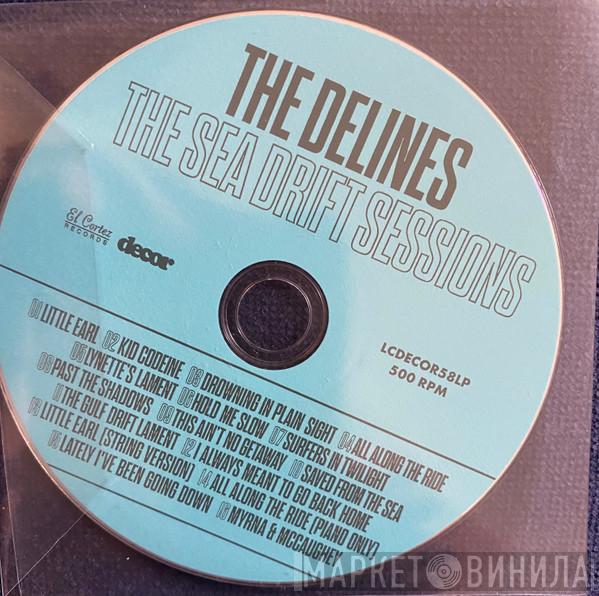 THE DELINES
THE SEA DRIFT SESSIONS
El Cortez
RECORDS
decor
LCDECOR58LP
500 RPM
01 LITTLE EARL 02 KID CODEINE 03 DROWNING IN PLAIN SIGHT 04 ALL ALONG THE RIDE
05 LYNETTE'S LAMENT 06 HOLD ME SLOW 07 SURFERS IN TWILIGHT
08 PAST THE SHADOWS 09 THIS AIN'T NO GETAWAY 10 SAVED FROM THE SEA
11 THE GULF DRIFT LAMENT 12 I ALWAYS MEANT TO GO BACK HOME
13 LITTLE EARL (STRING VERSION) 14 ALL ALONG THE RIDE (PIANO ONLY)
15 LATELY I'VE BEEN GOING DOWN 16 MYRNA & MCCAUGHEY
МАРКЕТ ВИНИЛА